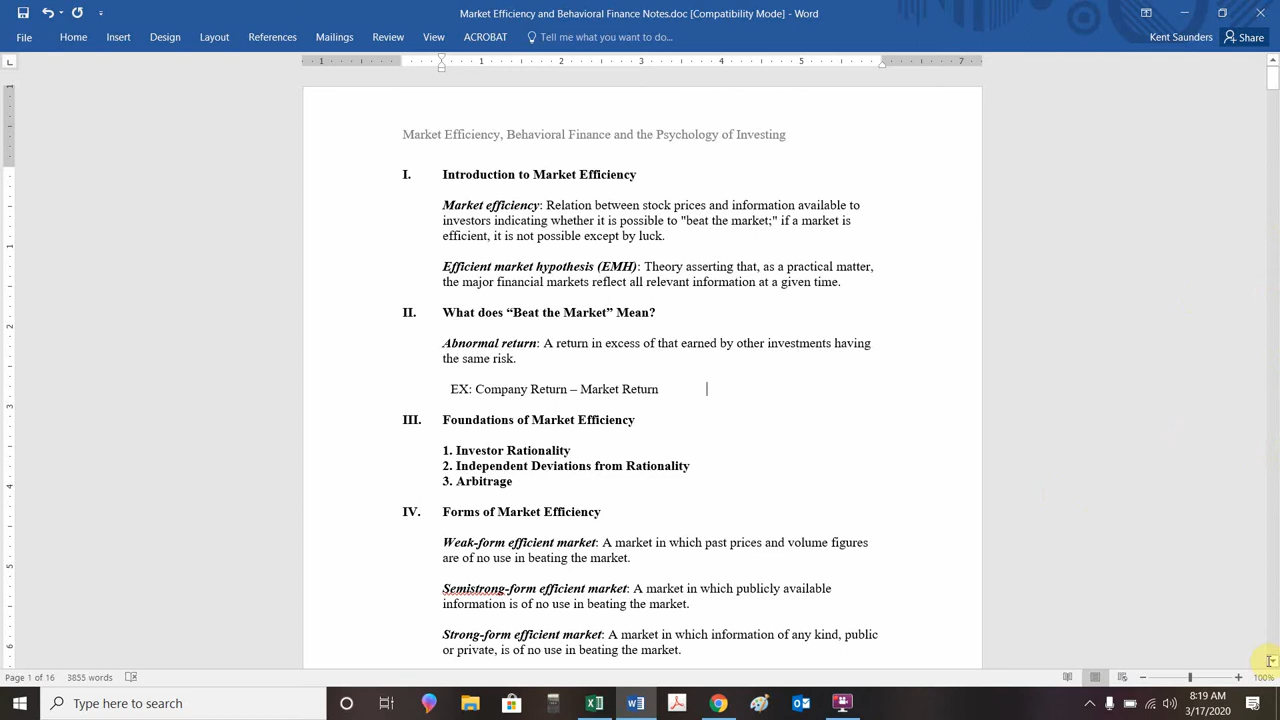 Market Efficiency and Behavioral Finance Notes.doc [Compatibility Mode] - Word
File Home Insert Design Layout References Mailings Review View ACROBAT Tell me what you want to do... Kent Saunders Share
1 1 2 3 4 5 7
Market Efficiency, Behavioral Finance and the Psychology of Investing
I. Introduction to Market Efficiency
Market efficiency: Relation between stock prices and information available to
investors indicating whether it is possible to "beat the market;" if a market is
efficient, it is not possible except by luck.
Efficient market hypothesis (EMH): Theory asserting that, as a practical matter,
the major financial markets reflect all relevant information at a given time.
II. What does “Beat the Market” Mean?
Abnormal return: A return in excess of that earned by other investments having
the same risk.
EX: Company Return – Market Return
III. Foundations of Market Efficiency
1. Investor Rationality
2. Independent Deviations from Rationality
3. Arbitrage
IV. Forms of Market Efficiency
Weak-form efficient market: A market in which past prices and volume figures
are of no use in beating the market.
Semistrong-form efficient market: A market in which publicly available
information is of no use in beating the market.
Strong-form efficient market: A market in which information of any kind, public
or private, is of no use in beating the market.
Page 1 of 16 3855 words 100%
Type here to search
8:19 AM
3/17/2020